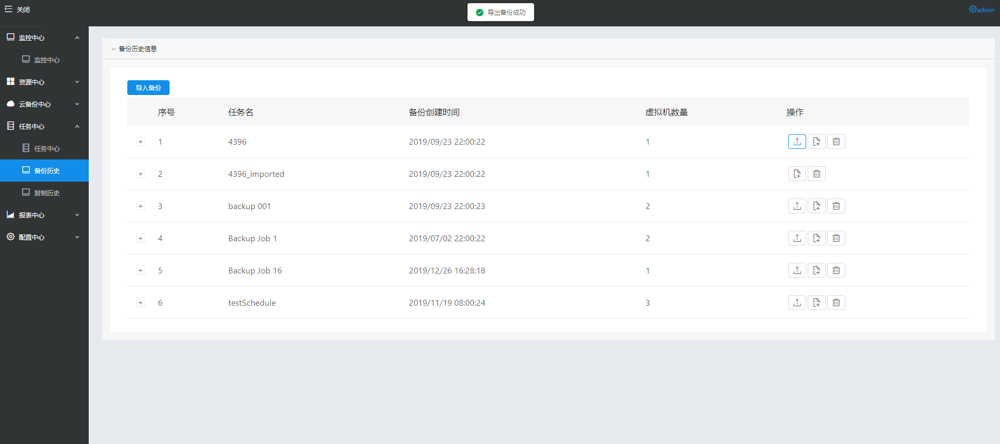 关闭
导出备份成功
admin
监控中心
监控中心
资源中心
云备份中心
任务中心
任务中心
备份历史
复制历史
报表中心
配置中心
备份历史信息
导入备份
序号 任务名 备份创建时间 虚拟机数量 操作
1 4396 2019/09/23 22:00:22 1
2 4396_imported 2019/09/23 22:00:22 1
3 backup 001 2019/09/23 22:00:23 2
4 Backup Job 1 2019/07/02 22:00:22 2
5 Backup Job 16 2019/12/26 16:28:18 1
6 testSchedule 2019/11/19 08:00:24 3